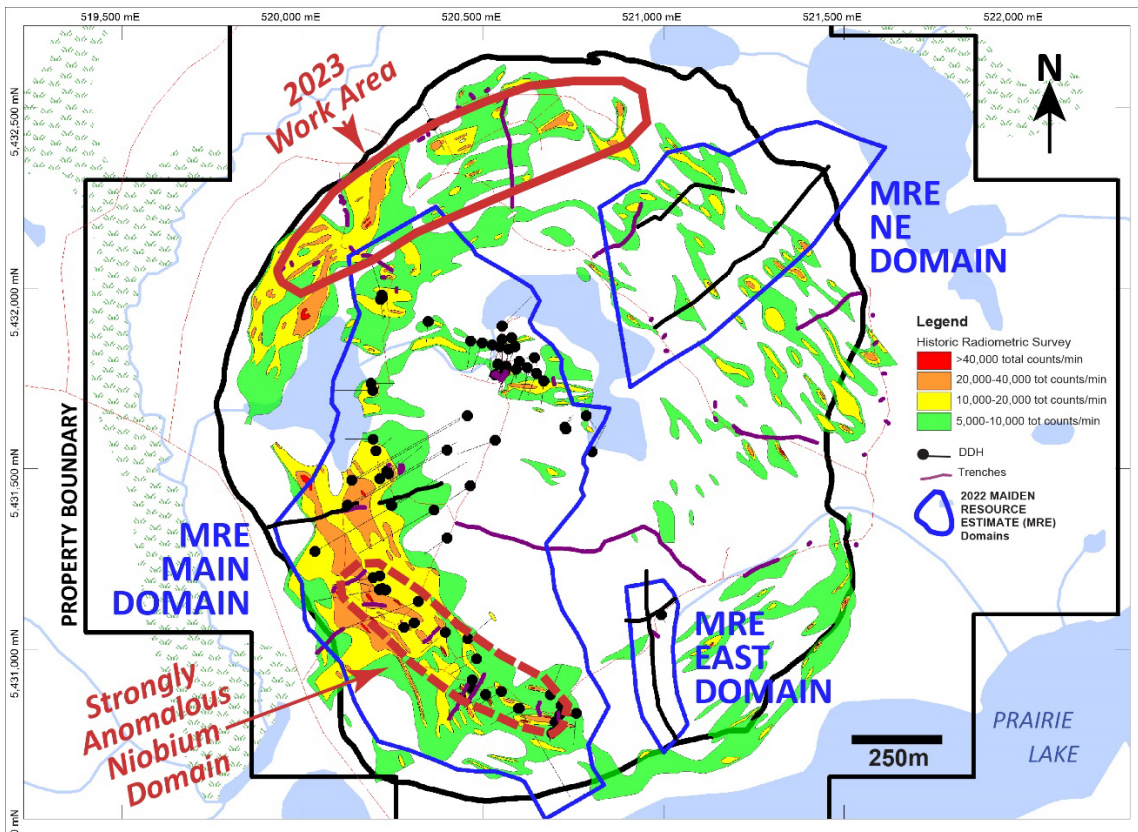 519,500 mE
520,000 mE
520,500 mE
521,000 mE
521,500 mE
522,000 mE
5,432,500 mN
5,432,000 mN
5,431,500 mN
5,431,000 mN
2023
Work Area
N
MRE
NE
DOMAIN
Legend
Historic Radiometric Survey
>40,000 total counts/min
20,000-40,000 tot counts/min
10,000-20,000 tot counts/min
5,000-10,000 tot counts/min
DDH
Trenches
2022 MAIDEN
RESOURCE
ESTIMATE (MRE)
Domains
PROPERTY BOUNDARY
MRE
MAIN
DOMAIN
MRE
EAST
DOMAIN
Strongly
Anomalous
Niobium
Domain
250m
PRAIRIE
LAKE